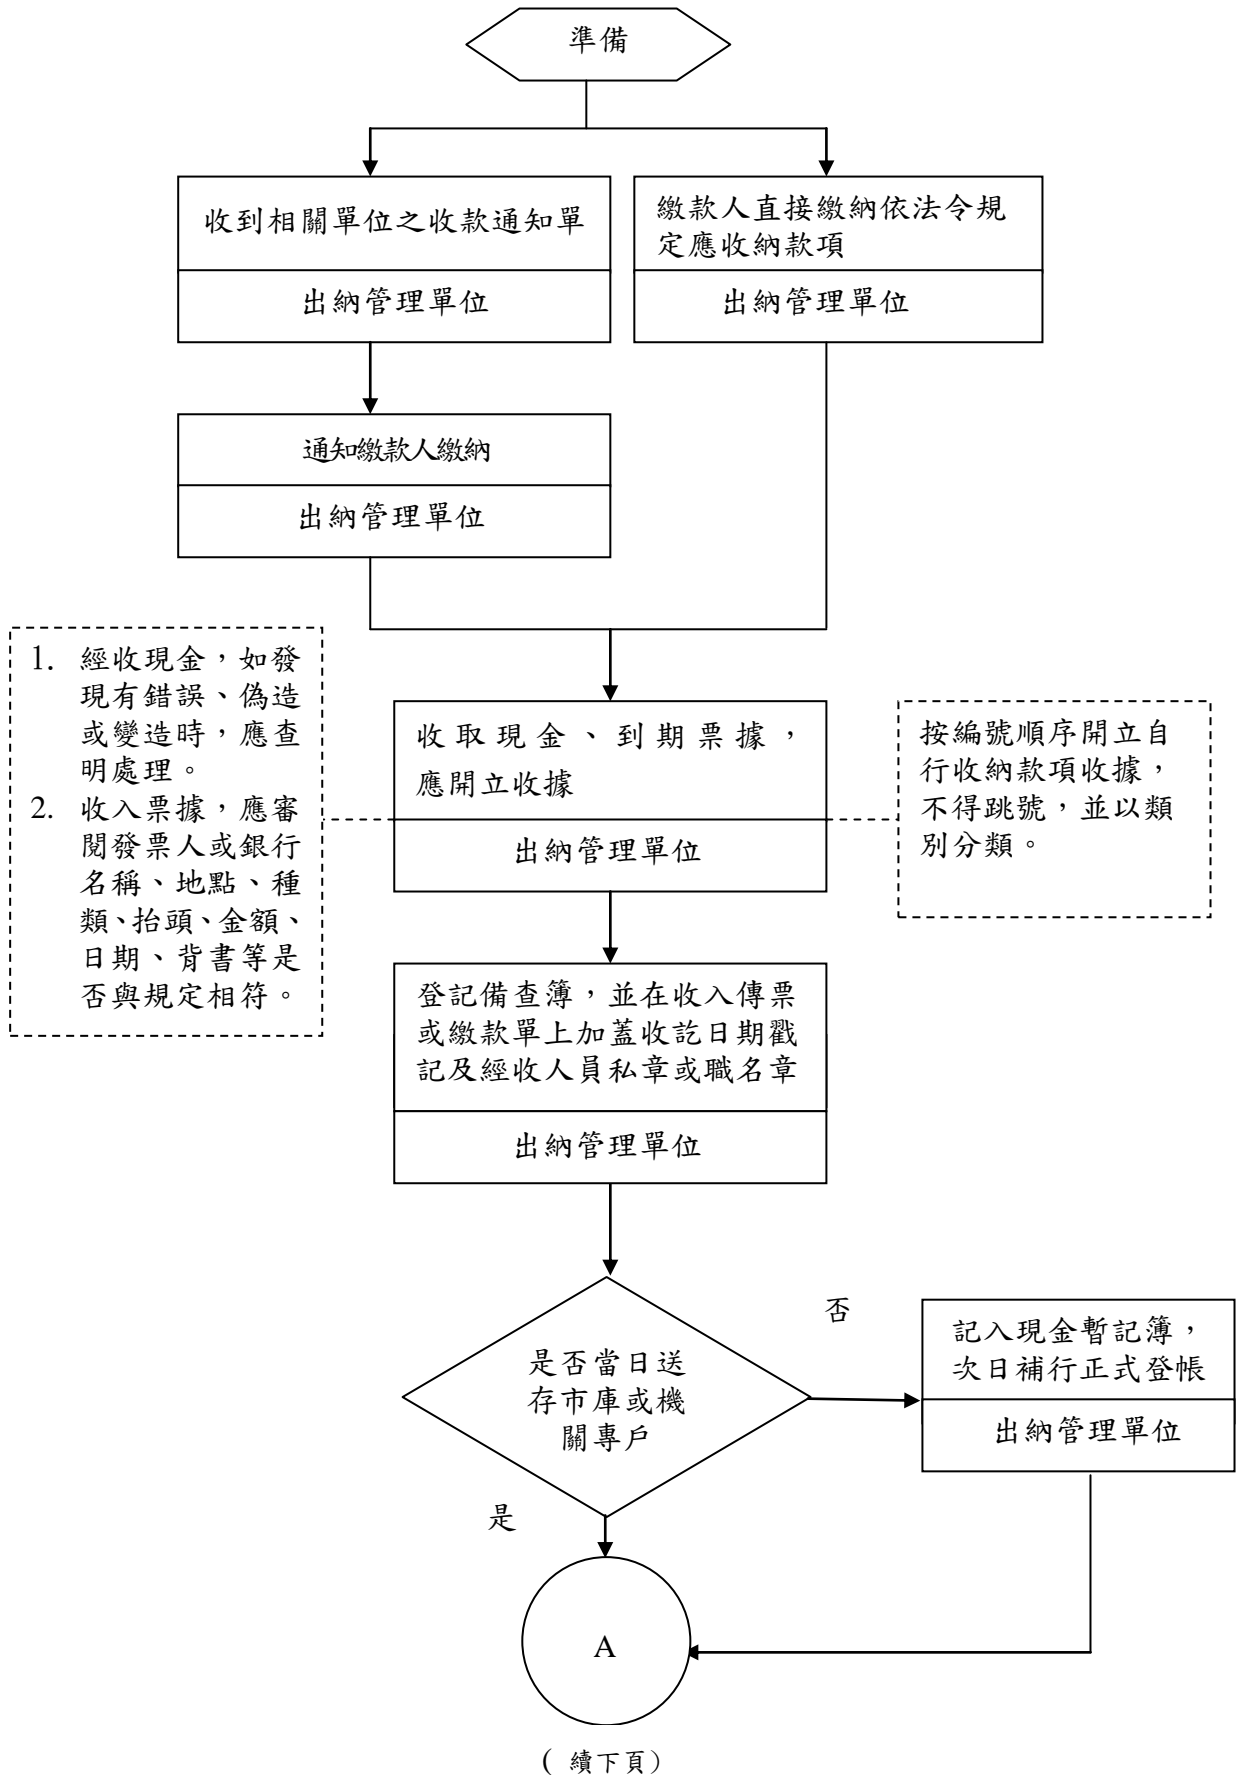 準備
收到相關單位之收款通知單
出納管理單位
繳款人直接繳納依法令規
定應收納款項
出納管理單位
通知繳款人繳納
出納管理單位
1. 經收現金，如發
現有錯誤、偽造
或變造時，應查
明處理。
2. 收入票據，應審
閱發票人或銀行
名稱、地點、種
類、抬頭、金額、
日期、背書等是
否與規定相符。
收取現金、到期票據，
應開立收據
出納管理單位
按編號順序開立自
行收納款項收據，
不得跳號，並以類
別分類。
登記備查簿，並在收入傳票
或繳款單上加蓋收訖日期戳
記及經收人員私章或職名章
出納管理單位
是否當日送
存市庫或機
關專戶
否
記入現金暫記簿，
次日補行正式登帳
出納管理單位
是
A
( 續下頁)